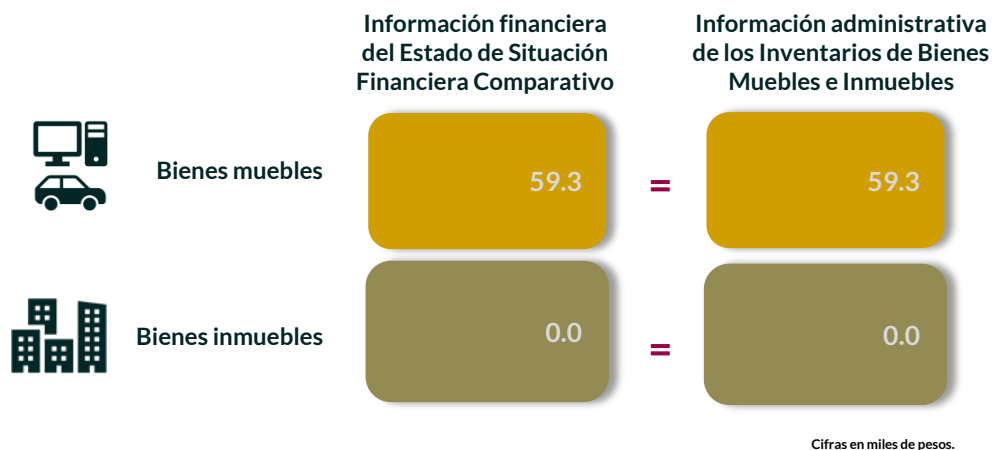 Información financiera
del Estado de Situación
Financiera Comparativo
Información administrativa
de los Inventarios de Bienes
Muebles e Inmuebles
Bienes muebles
59.3
=
59.3
Bienes inmuebles
0.0
=
0.0
Cifras en miles de pesos.